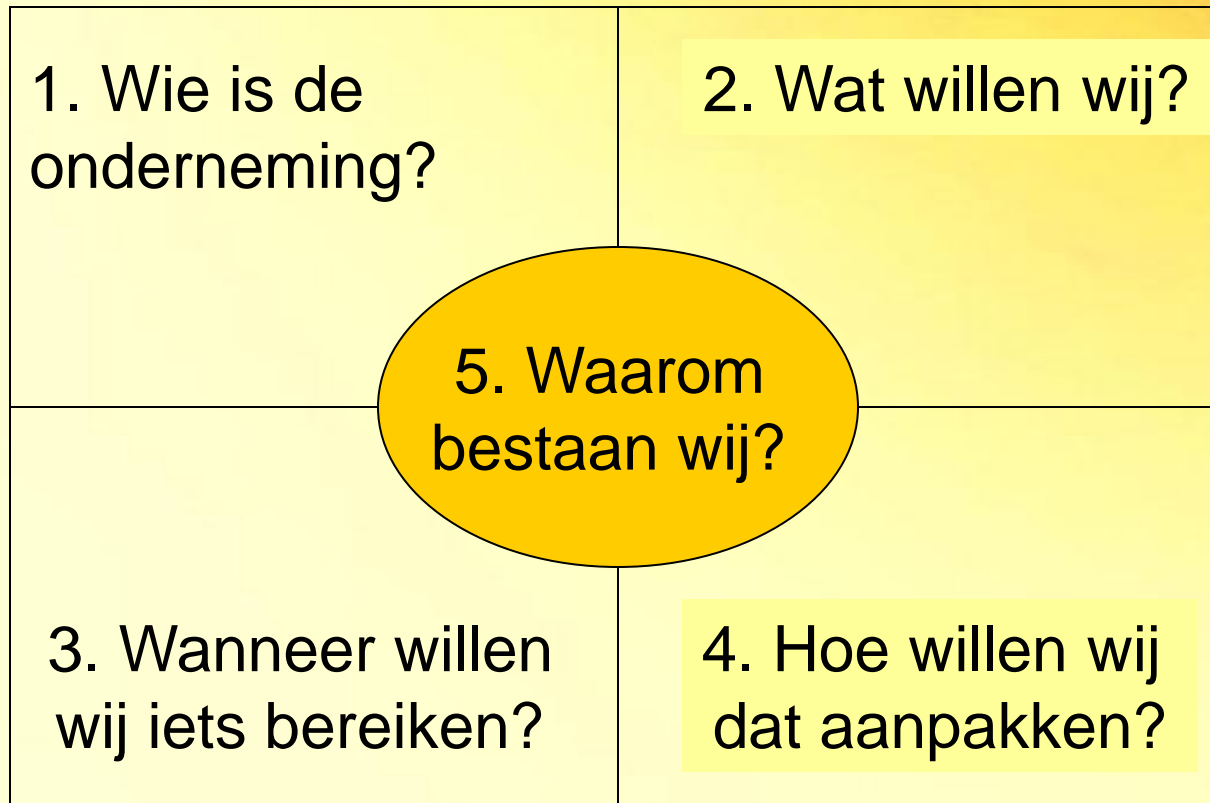 1. Wie is de
onderneming?
2. Wat willen wij?
5. Waarom
bestaan wij?
3. Wanneer willen
wij iets bereiken?
4. Hoe willen wij
dat aanpakken?